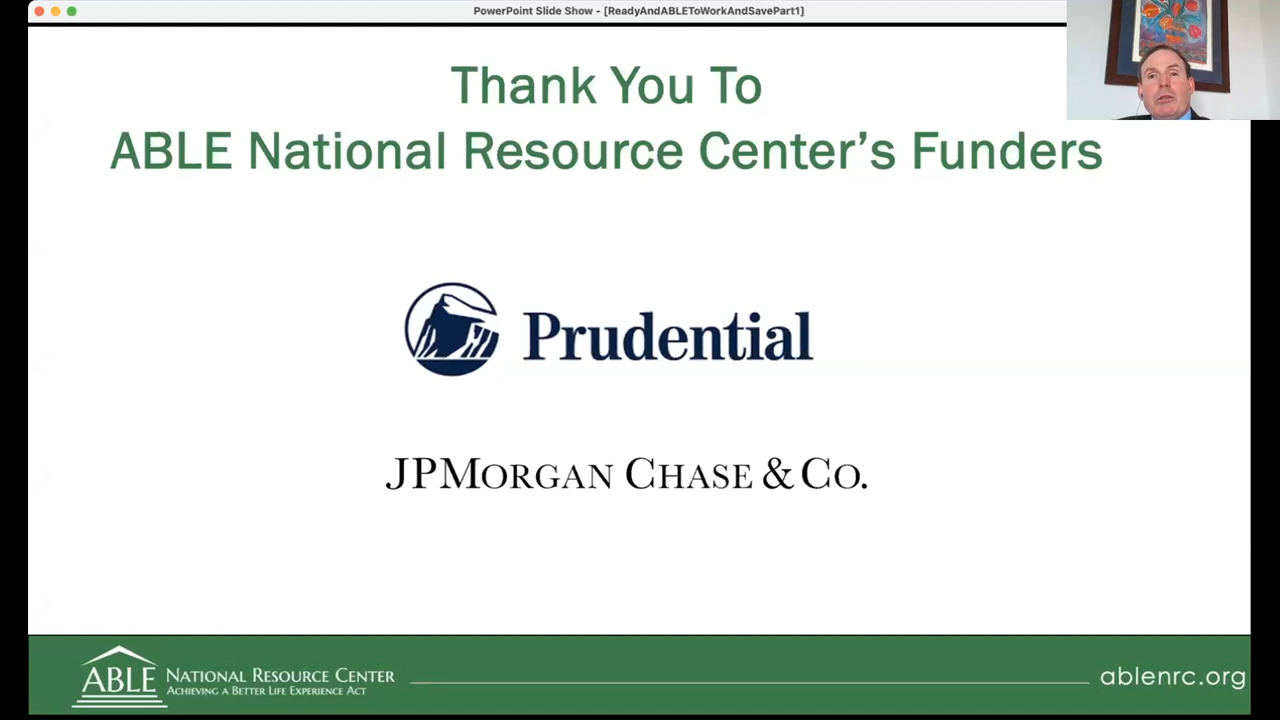 PowerPoint Slide Show - [ReadyAndABLEToWorkAndSavePart1]
Thank You To
ABLE National Resource Center’s Funders
Prudential
JPMORGAN CHASE & CO.
ABLE NATIONAL RESOURCE CENTER
ACHIEVING A BETTER LIFE EXPERIENCE ACT
ablenrc.org